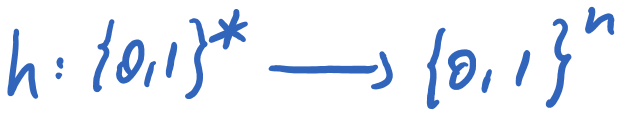 h: {0,1}* → {0,1}ⁿ